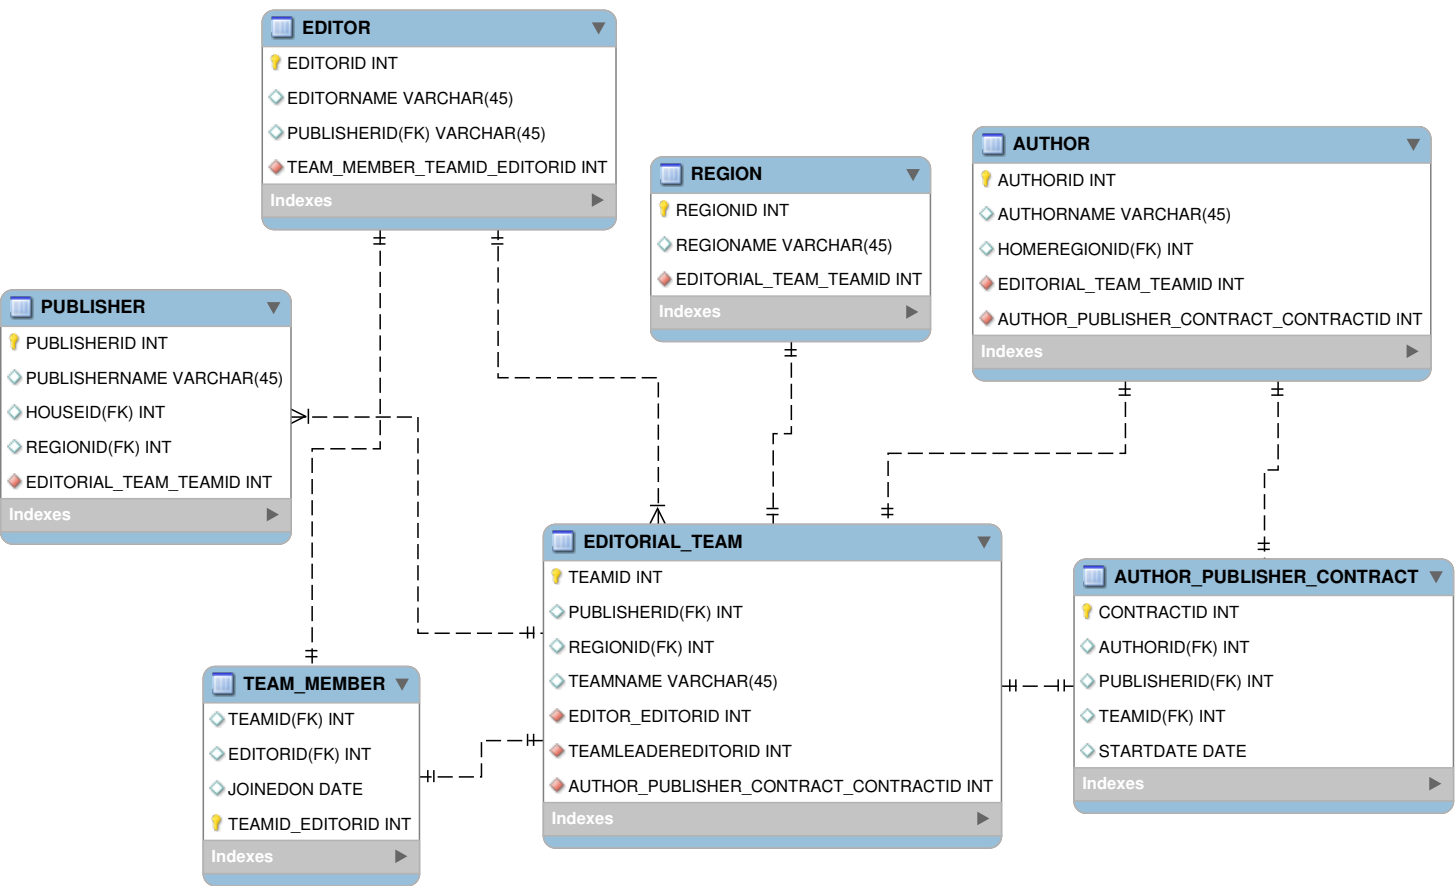 EDITOR
EDITORID INT
EDITORNAME VARCHAR(45)
PUBLISHERID(FK) VARCHAR(45)
TEAM_MEMBER_TEAMID_EDITORID INT
Indexes
REGION
REGIONID INT
REGIONAME VARCHAR(45)
EDITORIAL_TEAM_TEAMID INT
Indexes
AUTHOR
AUTHORID INT
AUTHORNAME VARCHAR(45)
HOMEREGIONID(FK) INT
EDITORIAL_TEAM_TEAMID INT
AUTHOR_PUBLISHER_CONTRACT_CONTRACTID INT
Indexes
PUBLISHER
PUBLISHERID INT
PUBLISHERNAME VARCHAR(45)
HOUSEID(FK) INT
REGIONID(FK) INT
EDITORIAL_TEAM_TEAMID INT
Indexes
EDITORIAL_TEAM
TEAMID INT
PUBLISHERID(FK) INT
REGIONID(FK) INT
TEAMNAME VARCHAR(45)
EDITOR_EDITORID INT
TEAMLEADEREDITORID INT
AUTHOR_PUBLISHER_CONTRACT_CONTRACTID INT
Indexes
AUTHOR_PUBLISHER_CONTRACT
CONTRACTID INT
AUTHORID(FK) INT
PUBLISHERID(FK) INT
TEAMID(FK) INT
STARTDATE DATE
Indexes
TEAM_MEMBER
TEAMID(FK) INT
EDITORID(FK) INT
JOINEDON DATE
TEAMID_EDITORID INT
Indexes